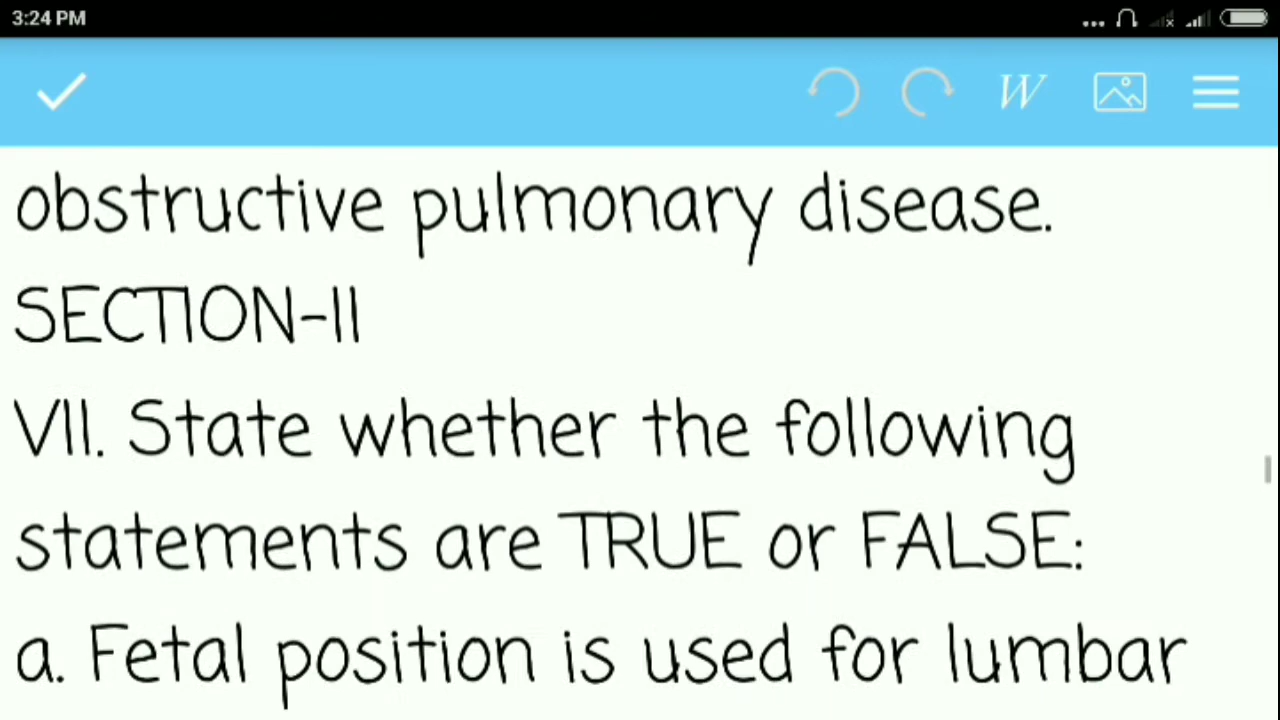 3:24 PM
W
obstructive pulmonary disease.
SECTION-II
VII. State whether the following
statements are TRUE or FALSE:
a. Fetal position is used for lumbar